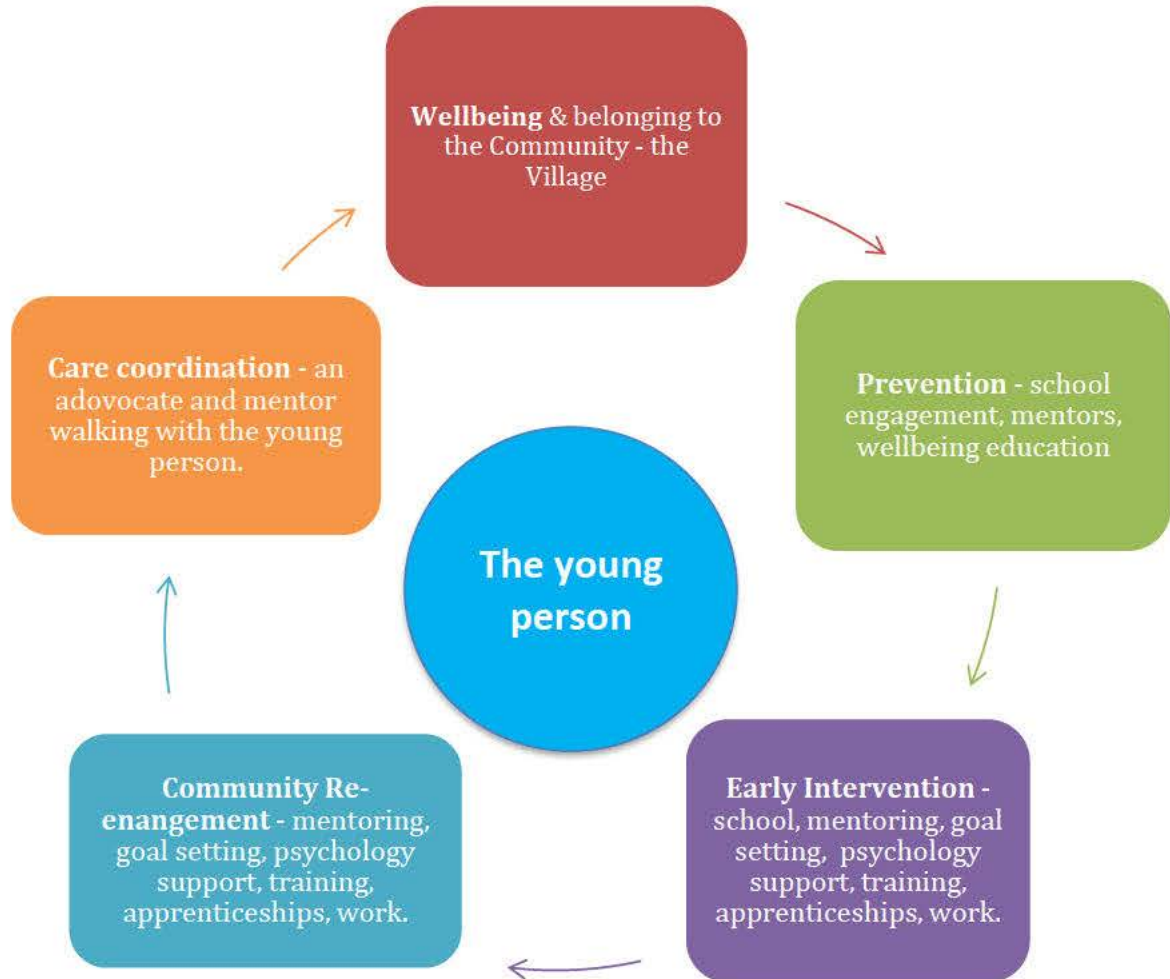 Wellbeing & belonging to
the Community - the
Village
Prevention - school
engagement, mentors,
wellbeing education
Early Intervention -
school, mentoring, goal
setting, psychology
support, training,
apprenticeships, work.
Community Re-
enangement - mentoring,
goal setting, psychology
support, training,
apprenticeships, work.
Care coordination - an
adovocate and mentor
walking with the young
person.
The young
person